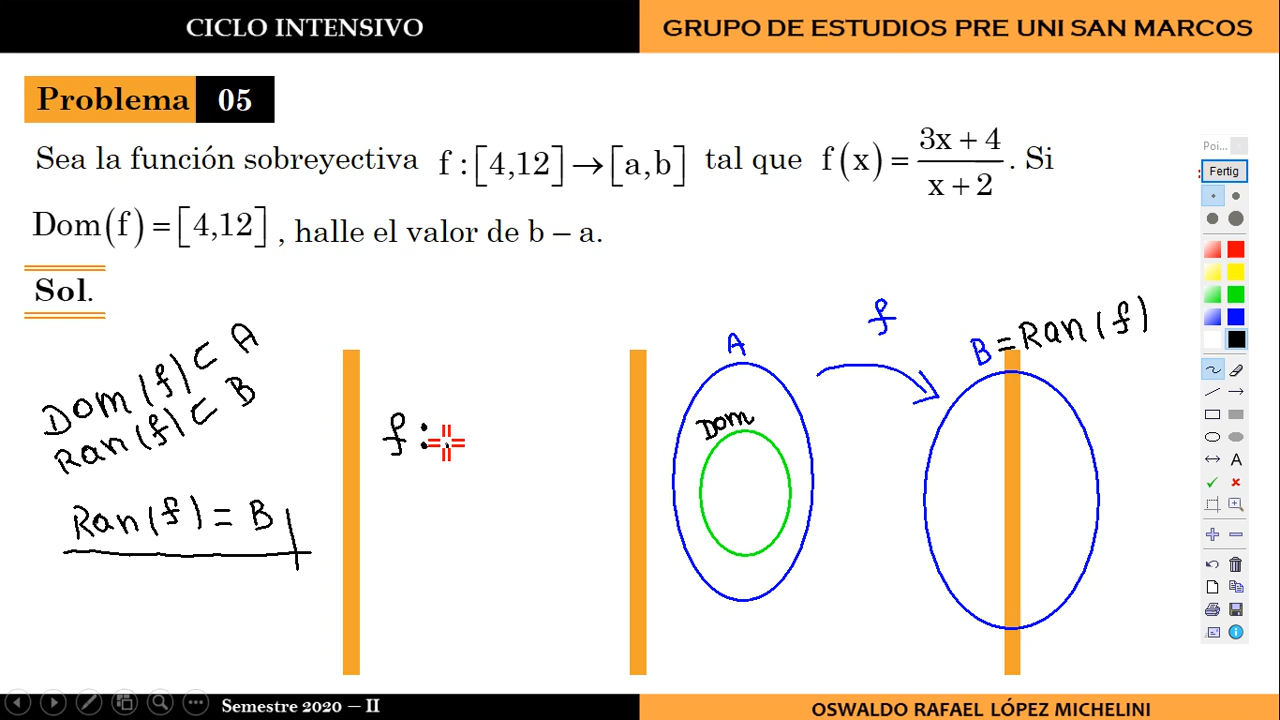 CICLO INTENSIVO
GRUPO DE ESTUDIOS PRE UNI SAN MARCOS
Problema 05
Sea la función sobreyectiva f : [4,12] → [a,b] tal que f(x) = (3x + 4)/(x + 2). Si
Dom(f) = [4,12], halle el valor de b – a.
Sol.
Dom(f) ⊂ A
Ran(f) ⊂ B
Ran(f) = B
f :
A
Dom
f
B = Ran(f)
Poi...
Fertig
A
Semestre 2020 – II
OSWALDO RAFAEL LÓPEZ MICHELINI